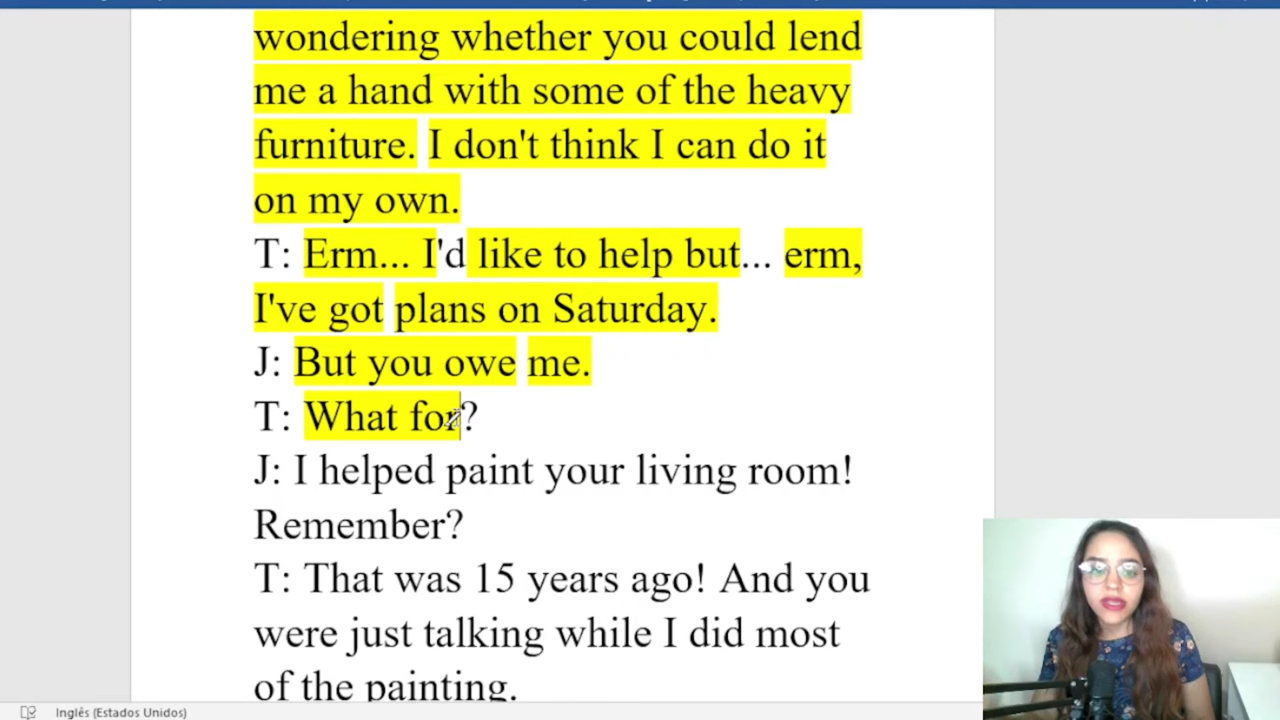 wondering whether you could lend
me a hand with some of the heavy
furniture. I don't think I can do it
on my own.
T: Erm... I'd like to help but... erm,
I've got plans on Saturday.
J: But you owe me.
T: What for?
J: I helped paint your living room!
Remember?
T: That was 15 years ago! And you
were just talking while I did most
of the painting.
Inglês (Estados Unidos)